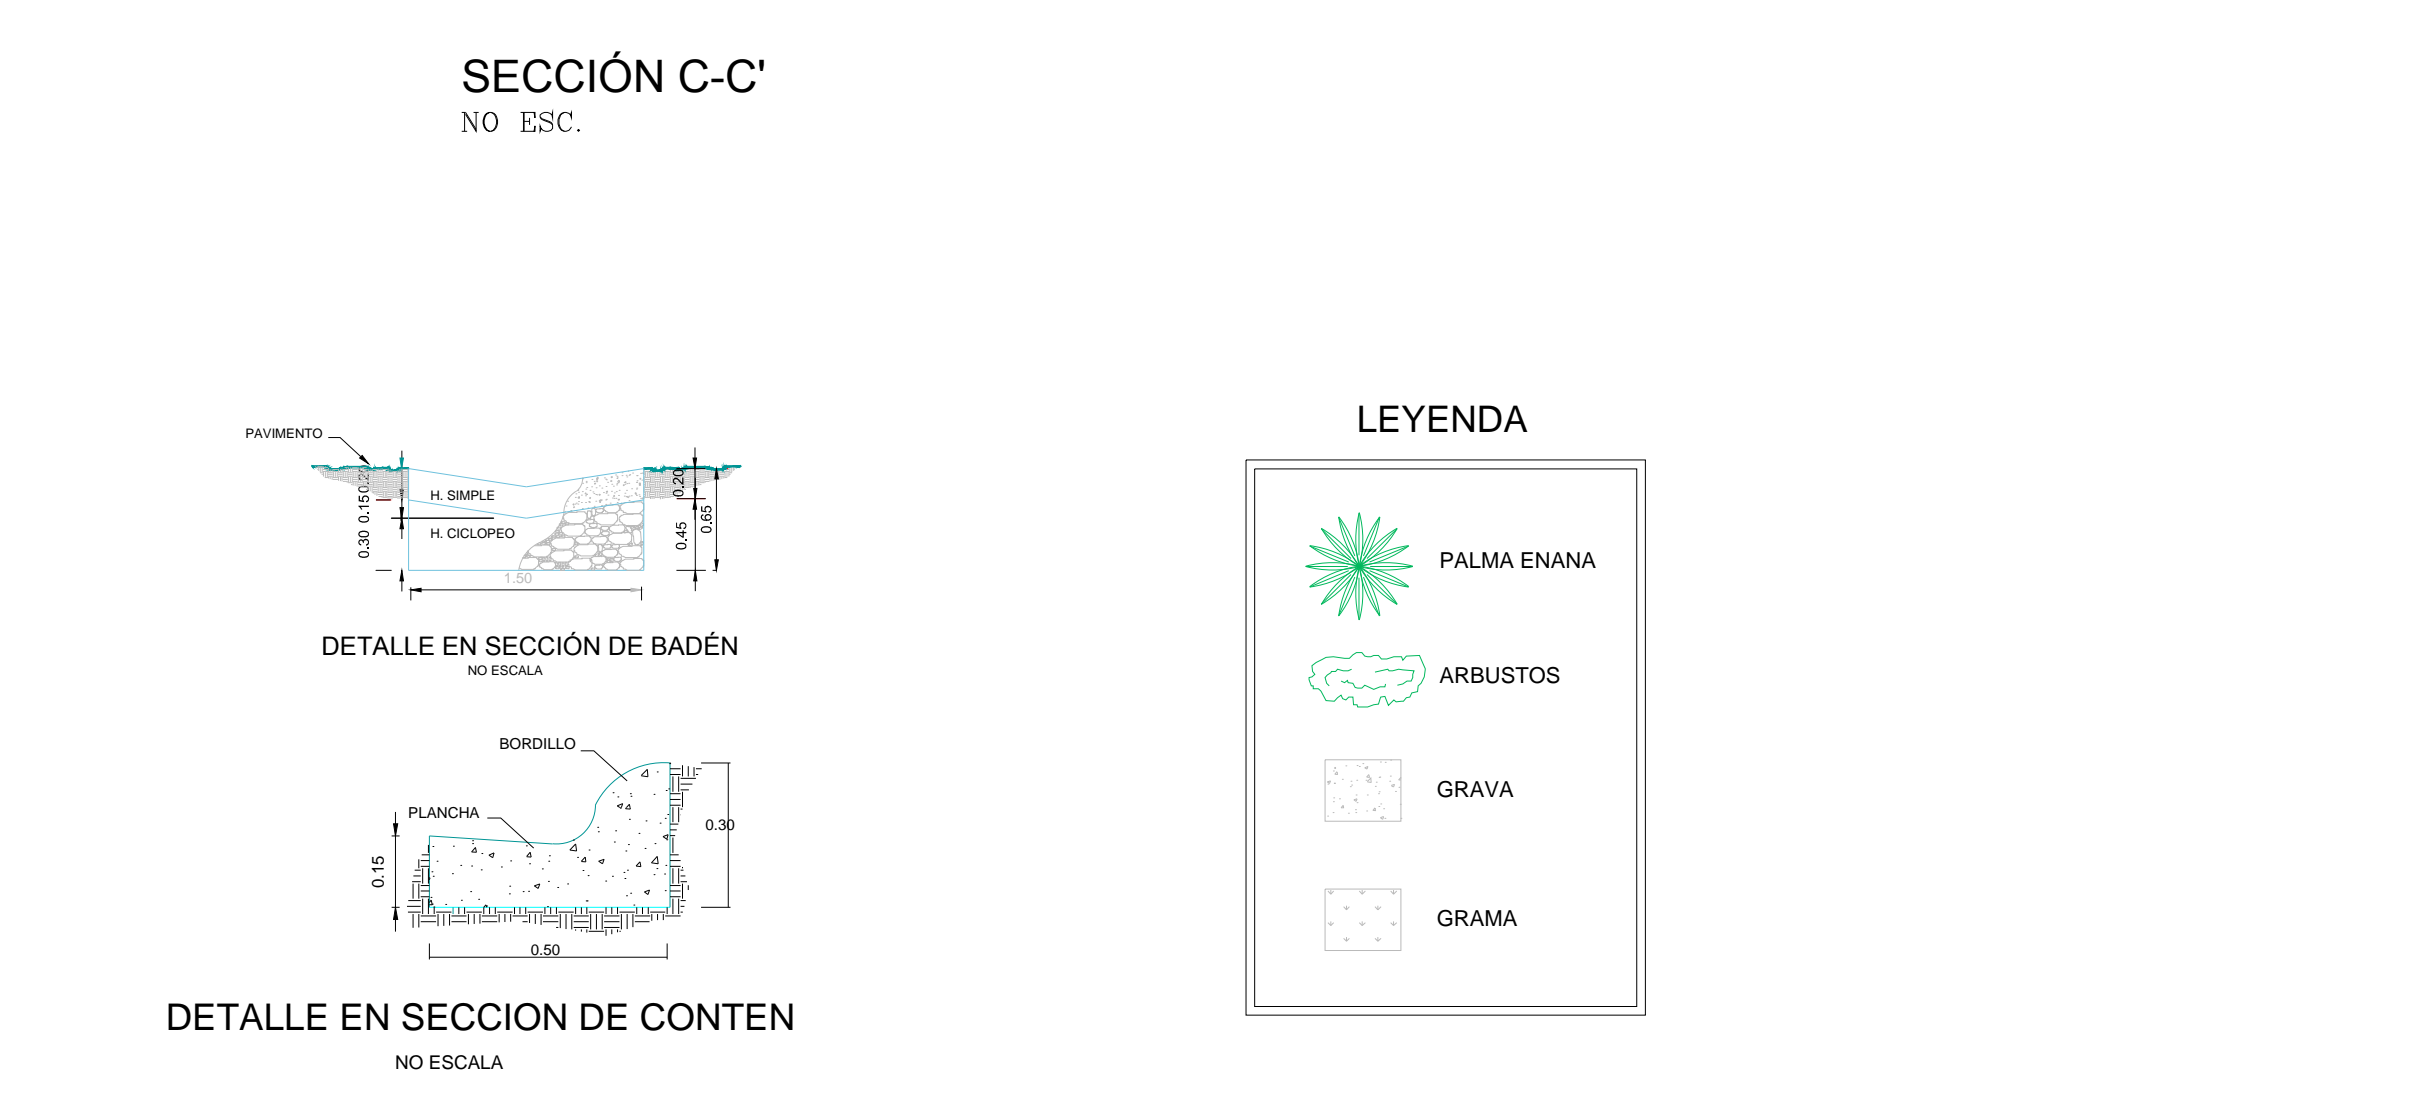 SECCIÓN C-C'
NO ESC.
PAVIMENTO
0.15
0.30
H. SIMPLE
H. CICLOPEO
0.20
0.45
0.65
1.50
DETALLE EN SECCIÓN DE BADÉN
NO ESCALA
BORDILLO
PLANCHA
0.15
0.30
0.50
DETALLE EN SECCION DE CONTEN
NO ESCALA
LEYENDA
PALMA ENANA
ARBUSTOS
GRAVA
GRAMA